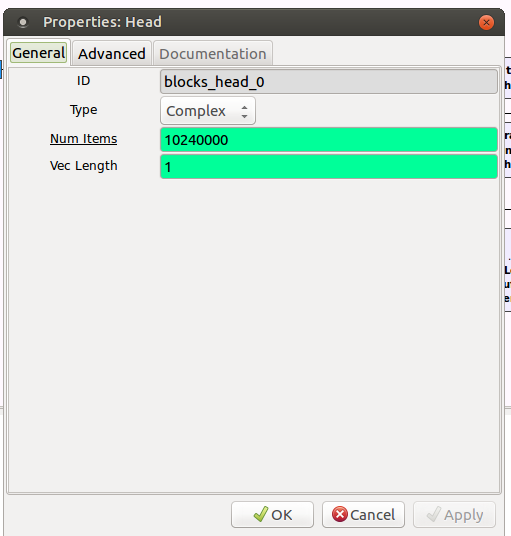 Properties: Head
General Advanced Documentation
ID blocks_head_0
Type Complex
Num Items 10240000
Vec Length 1
OK Cancel Apply